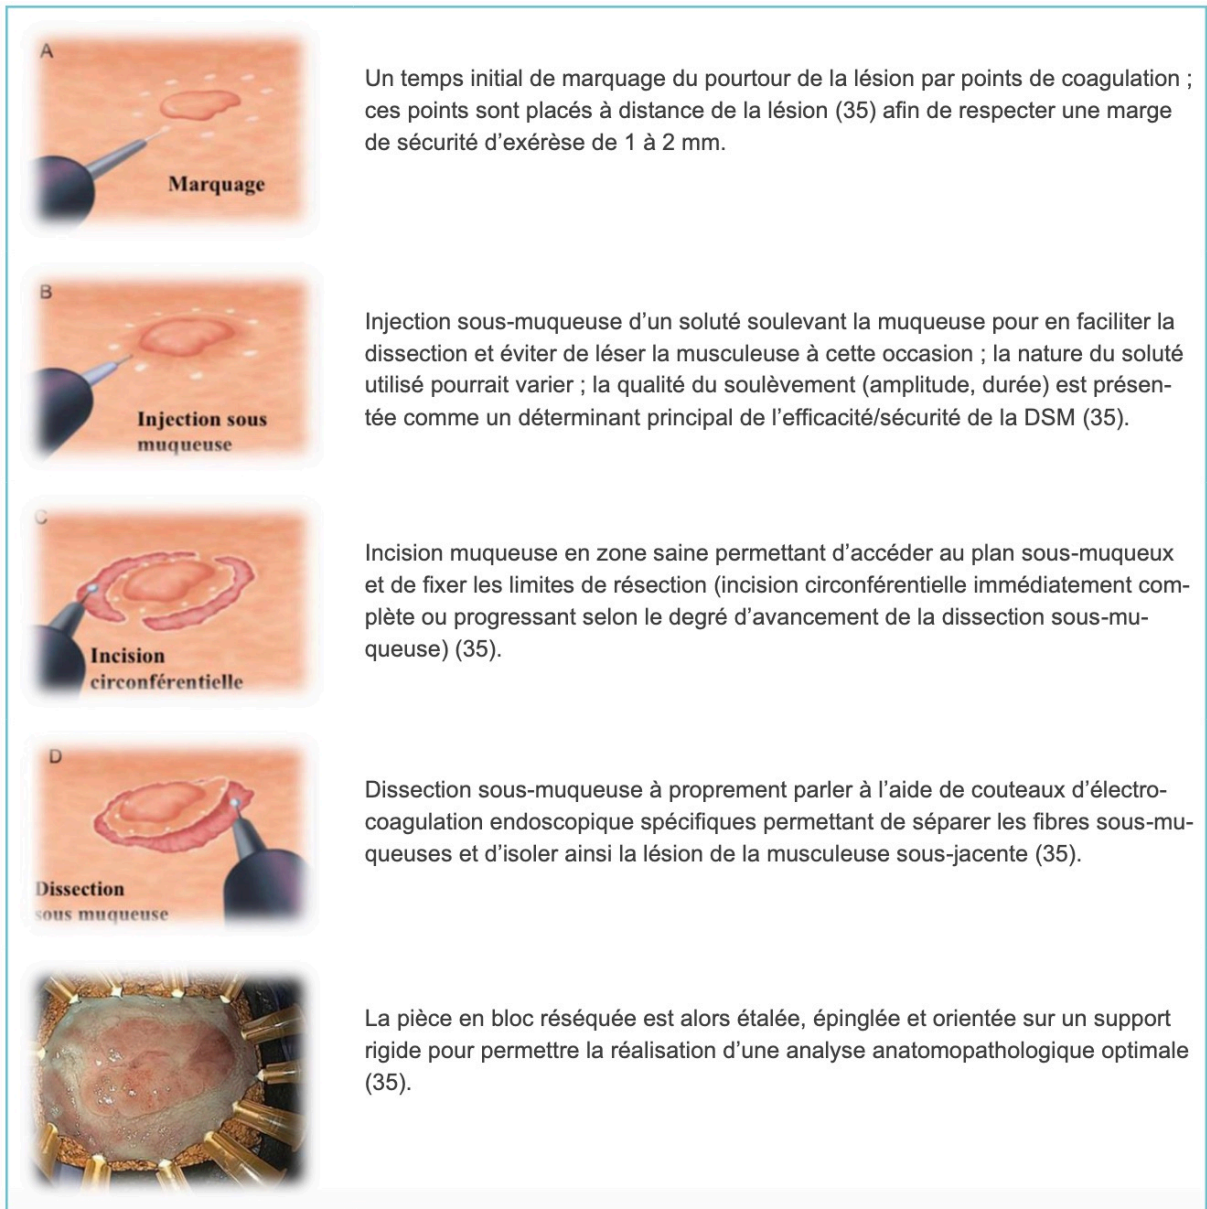 A
Marquage
Un temps initial de marquage du pourtour de la lésion par points de coagulation ;
ces points sont placés à distance de la lésion (35) afin de respecter une marge
de sécurité d’exérèse de 1 à 2 mm.
B
Injection sous
muqueuse
Injection sous-muqueuse d’un soluté soulevant la muqueuse pour en faciliter la
dissection et éviter de léser la musculeuse à cette occasion ; la nature du soluté
utilisé pourrait varier ; la qualité du soulèvement (amplitude, durée) est présen-
tée comme un déterminant principal de l’efficacité/sécurité de la DSM (35).
C
Incision
circonférentielle
Incision muqueuse en zone saine permettant d’accéder au plan sous-muqueux
et de fixer les limites de résection (incision circonférentielle immédiatement com-
plète ou progressant selon le degré d’avancement de la dissection sous-mu-
queuse) (35).
D
Dissection
sous muqueuse
Dissection sous-muqueuse à proprement parler à l’aide de couteaux d’électro-
coagulation endoscopique spécifiques permettant de séparer les fibres sous-mu-
queuses et d’isoler ainsi la lésion de la musculeuse sous-jacente (35).
La pièce en bloc réséquée est alors étalée, épinglée et orientée sur un support
rigide pour permettre la réalisation d’une analyse anatomopathologique optimale
(35).